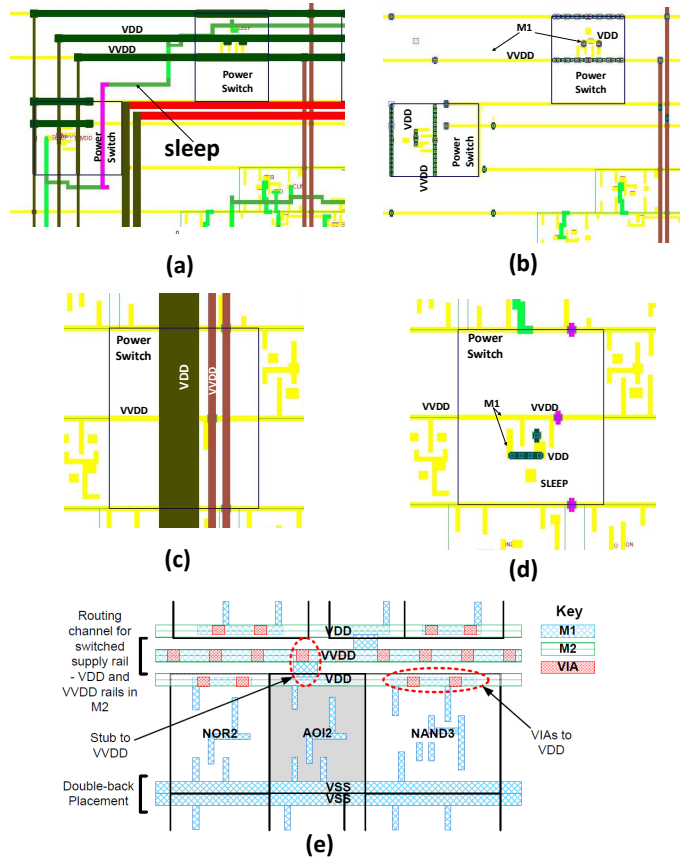 VDD
SLEEP
VDD
VVDD
Power
Switch
Power
Switch
sleep
(a)
M1
VDD
VVDD
Power
Switch
VDD
VVDD
Power
Switch
(b)
Power
Switch
VDD
VVDD
VVDD
(c)
Power
Switch
M1
VVDD
VVDD
VDD
SLEEP
QN
(d)
Routing
channel for
switched
supply rail
- VDD and
VVDD rails in
M2
VDD
VVDD
VDD
Key
M1
M2
VIA
Stub to
VVDD
NOR2
AOI2
NAND3
VIAs to
VDD
Double-back
Placement
VSS
VSS
(e)